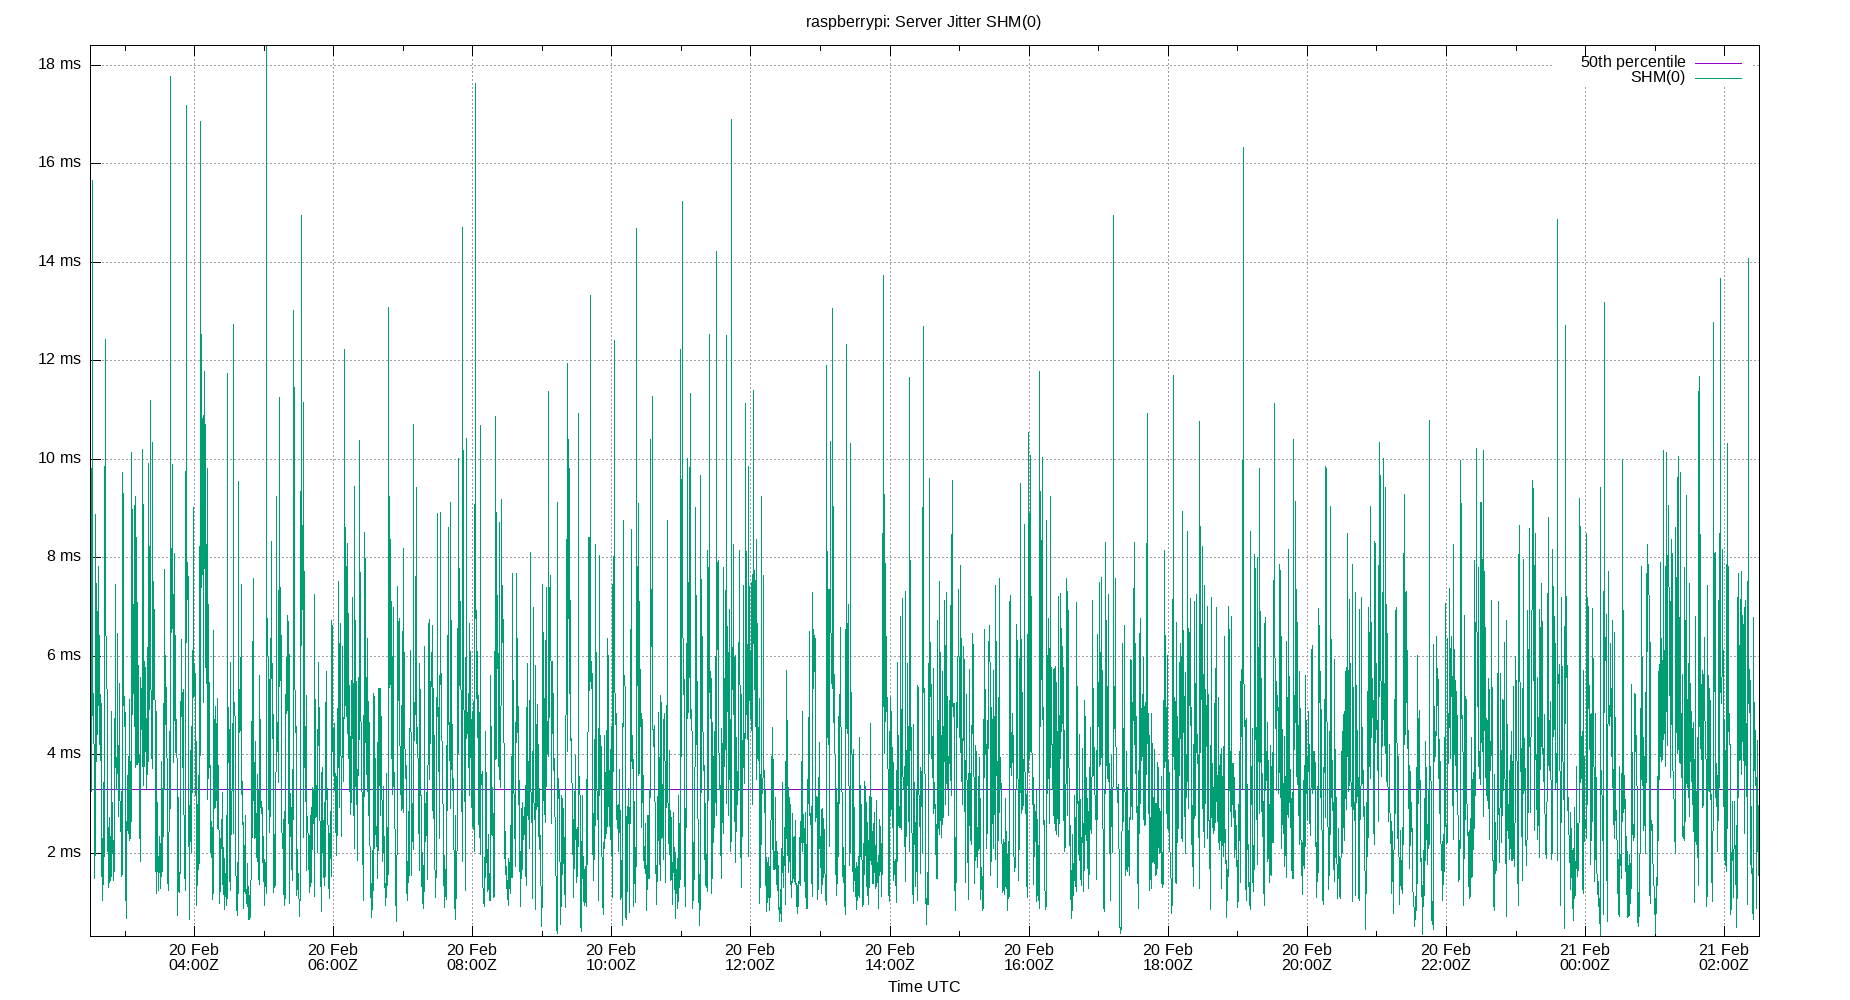 raspberrypi: Server Jitter SHM(0)
50th percentile
SHM(0)
18 ms
16 ms
14 ms
12 ms
10 ms
8 ms
6 ms
4 ms
2 ms
20 Feb 20 Feb 20 Feb 20 Feb 20 Feb 20 Feb 20 Feb 20 Feb 20 Feb 20 Feb 21 Feb 21 Feb
04:00Z 06:00Z 08:00Z 10:00Z 12:00Z 14:00Z 16:00Z 18:00Z 20:00Z 22:00Z 00:00Z 02:00Z
Time UTC